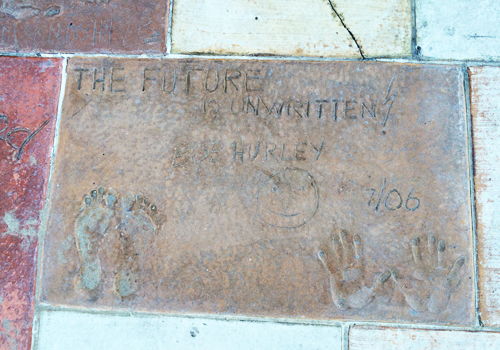 THE FUTURE
IS UNWRITTEN!
HURLEY
7/06